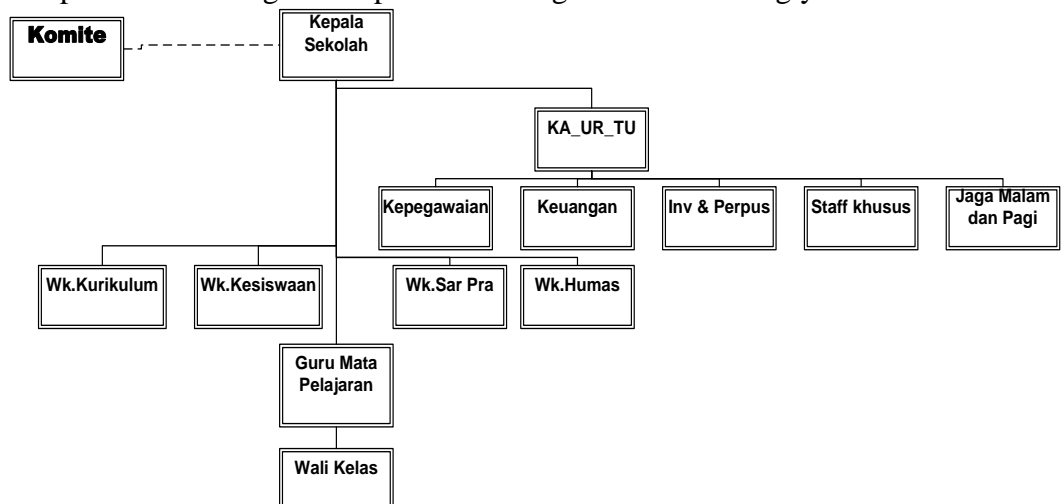 Komite
Kepala
Sekolah
KA_UR_TU
Kepegawaian
Keuangan
Inv & Perpus
Staff khusus
Jaga Malam
dan Pagi
Wk.Kurikulum
Wk.Kesiswaan
Wk.Sar Pra
Wk.Humas
Guru Mata
Pelajaran
Wali Kelas